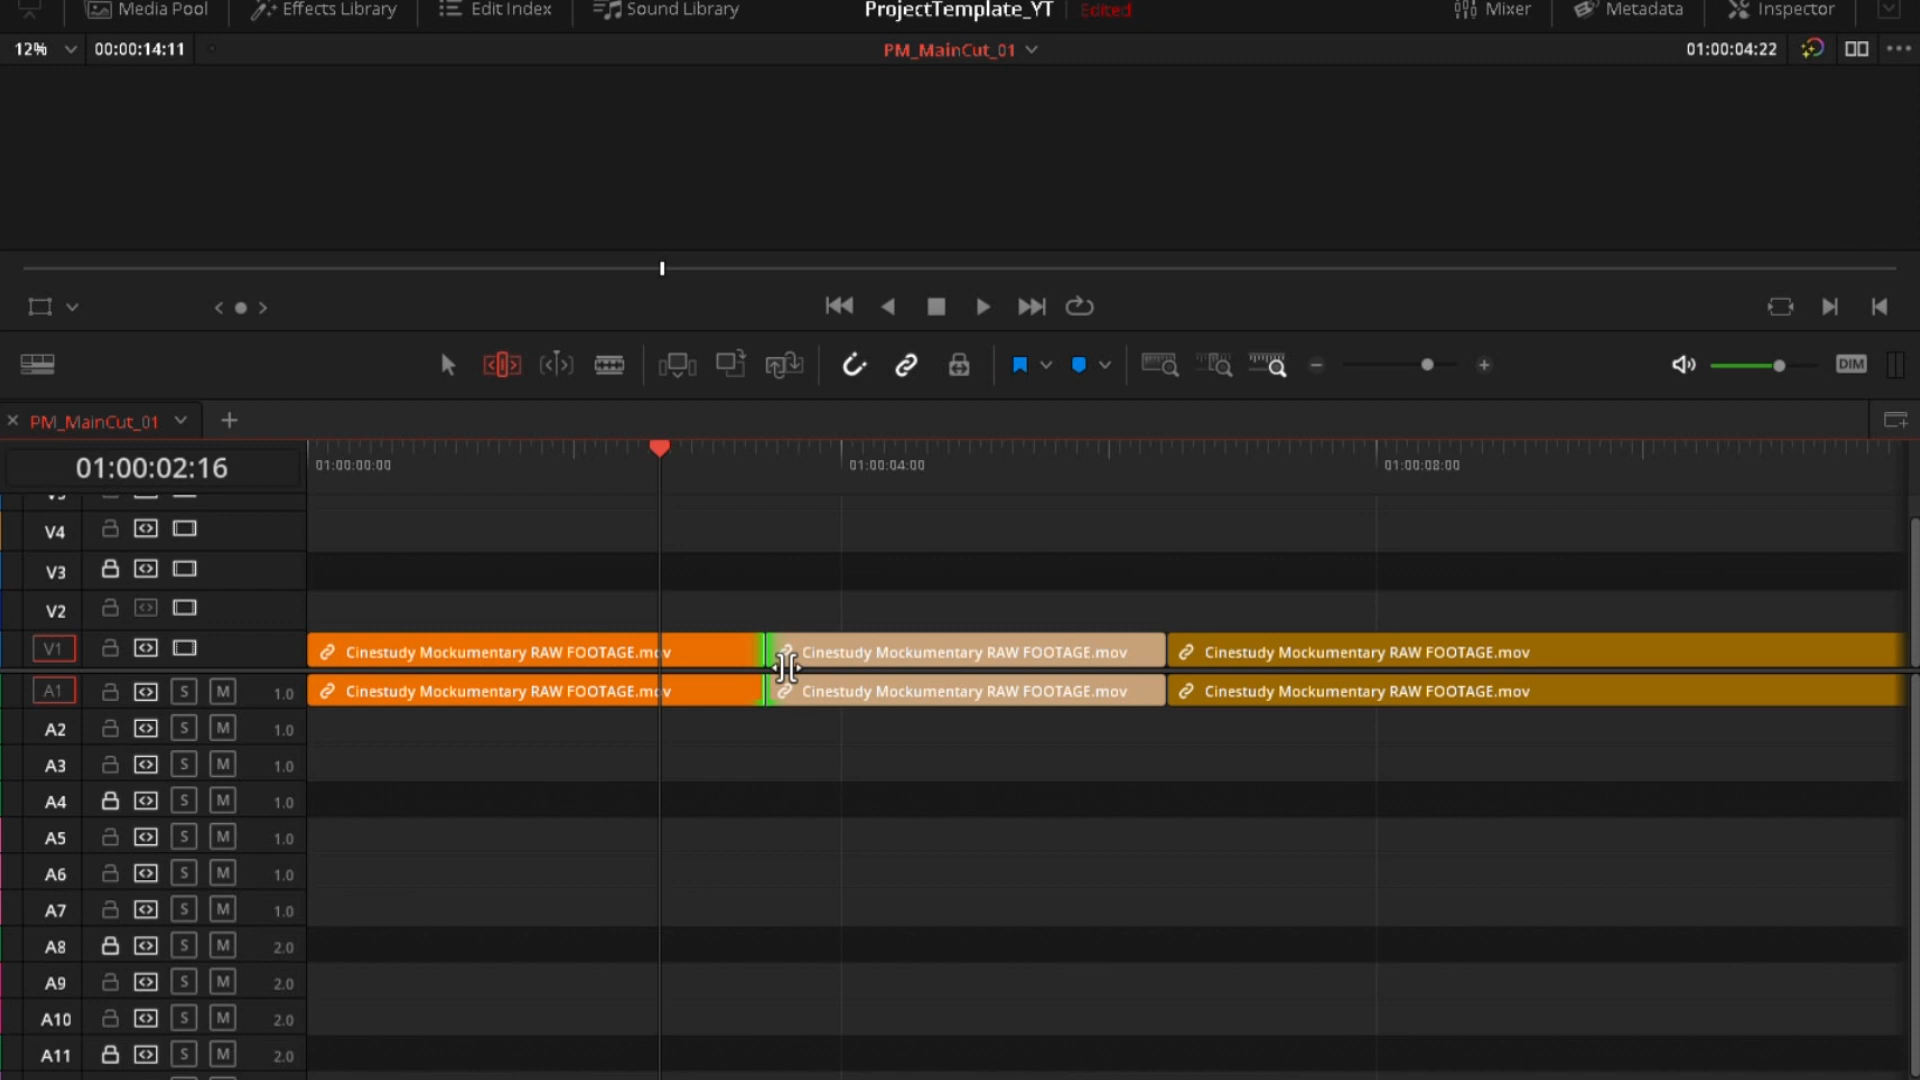 Media Pool Effects Library Edit Index Sound Library ProjectTemplate_YT Edited Mixer Metadata Inspector
12% 00:00:14:11 PM_MainCut_01 01:00:04:22
DIM
PM_MainCut_01
01:00:02:16 01:00:00:00 01:00:04:00 01:00:08:00
V4
V3
V2
V1 Cinestudy Mockumentary RAW FOOTAGE.mov Cinestudy Mockumentary RAW FOOTAGE.mov Cinestudy Mockumentary RAW FOOTAGE.mov
A1 S M 1.0 Cinestudy Mockumentary RAW FOOTAGE.mov Cinestudy Mockumentary RAW FOOTAGE.mov Cinestudy Mockumentary RAW FOOTAGE.mov
A2 S M 1.0
A3 S M 1.0
A4 S M 1.0
A5 S M 1.0
A6 S M 1.0
A7 S M 1.0
A8 S M 2.0
A9 S M 2.0
A10 S M 2.0
A11 S M 2.0